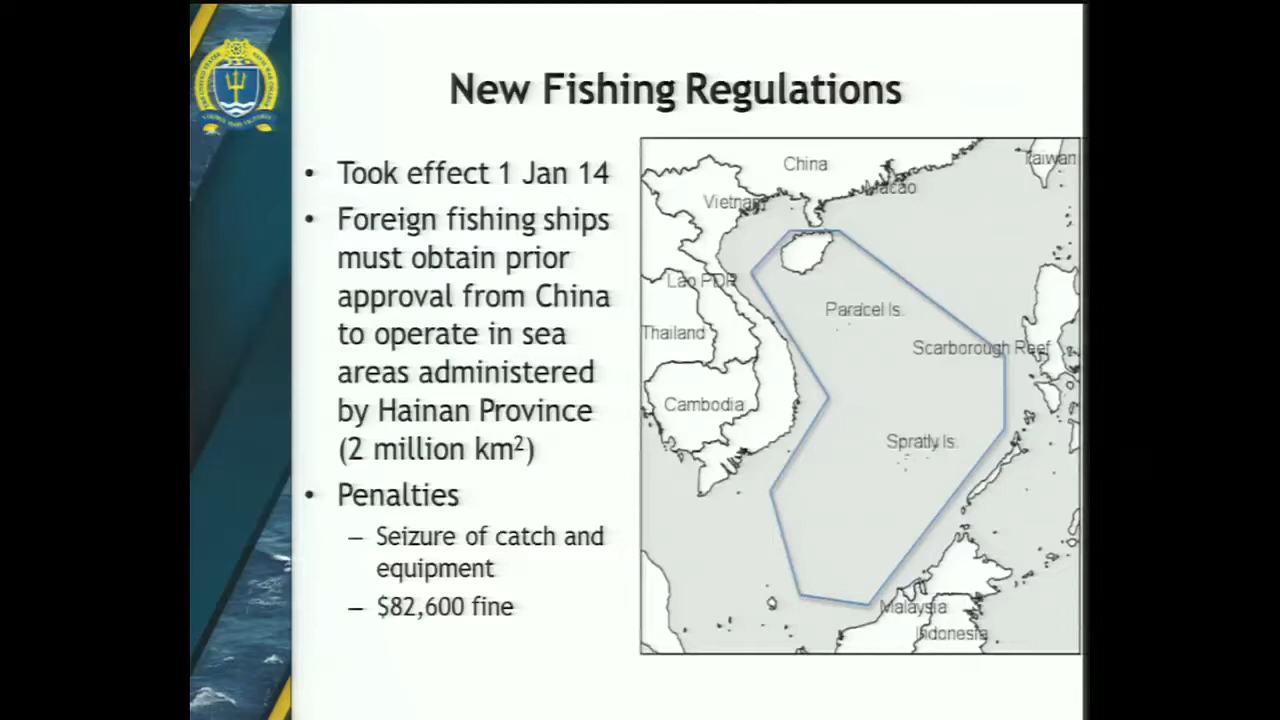 New Fishing Regulations
• Took effect 1 Jan 14
• Foreign fishing ships
must obtain prior
approval from China
to operate in sea
areas administered
by Hainan Province
(2 million km²)
• Penalties
– Seizure of catch and
equipment
– $82,600 fine
China
Taiwan
Macao
Vietnam
Lao PDR
Paracel Is.
Thailand
Scarborough Reef
Cambodia
Spratly Is.
Malaysia
Indonesia